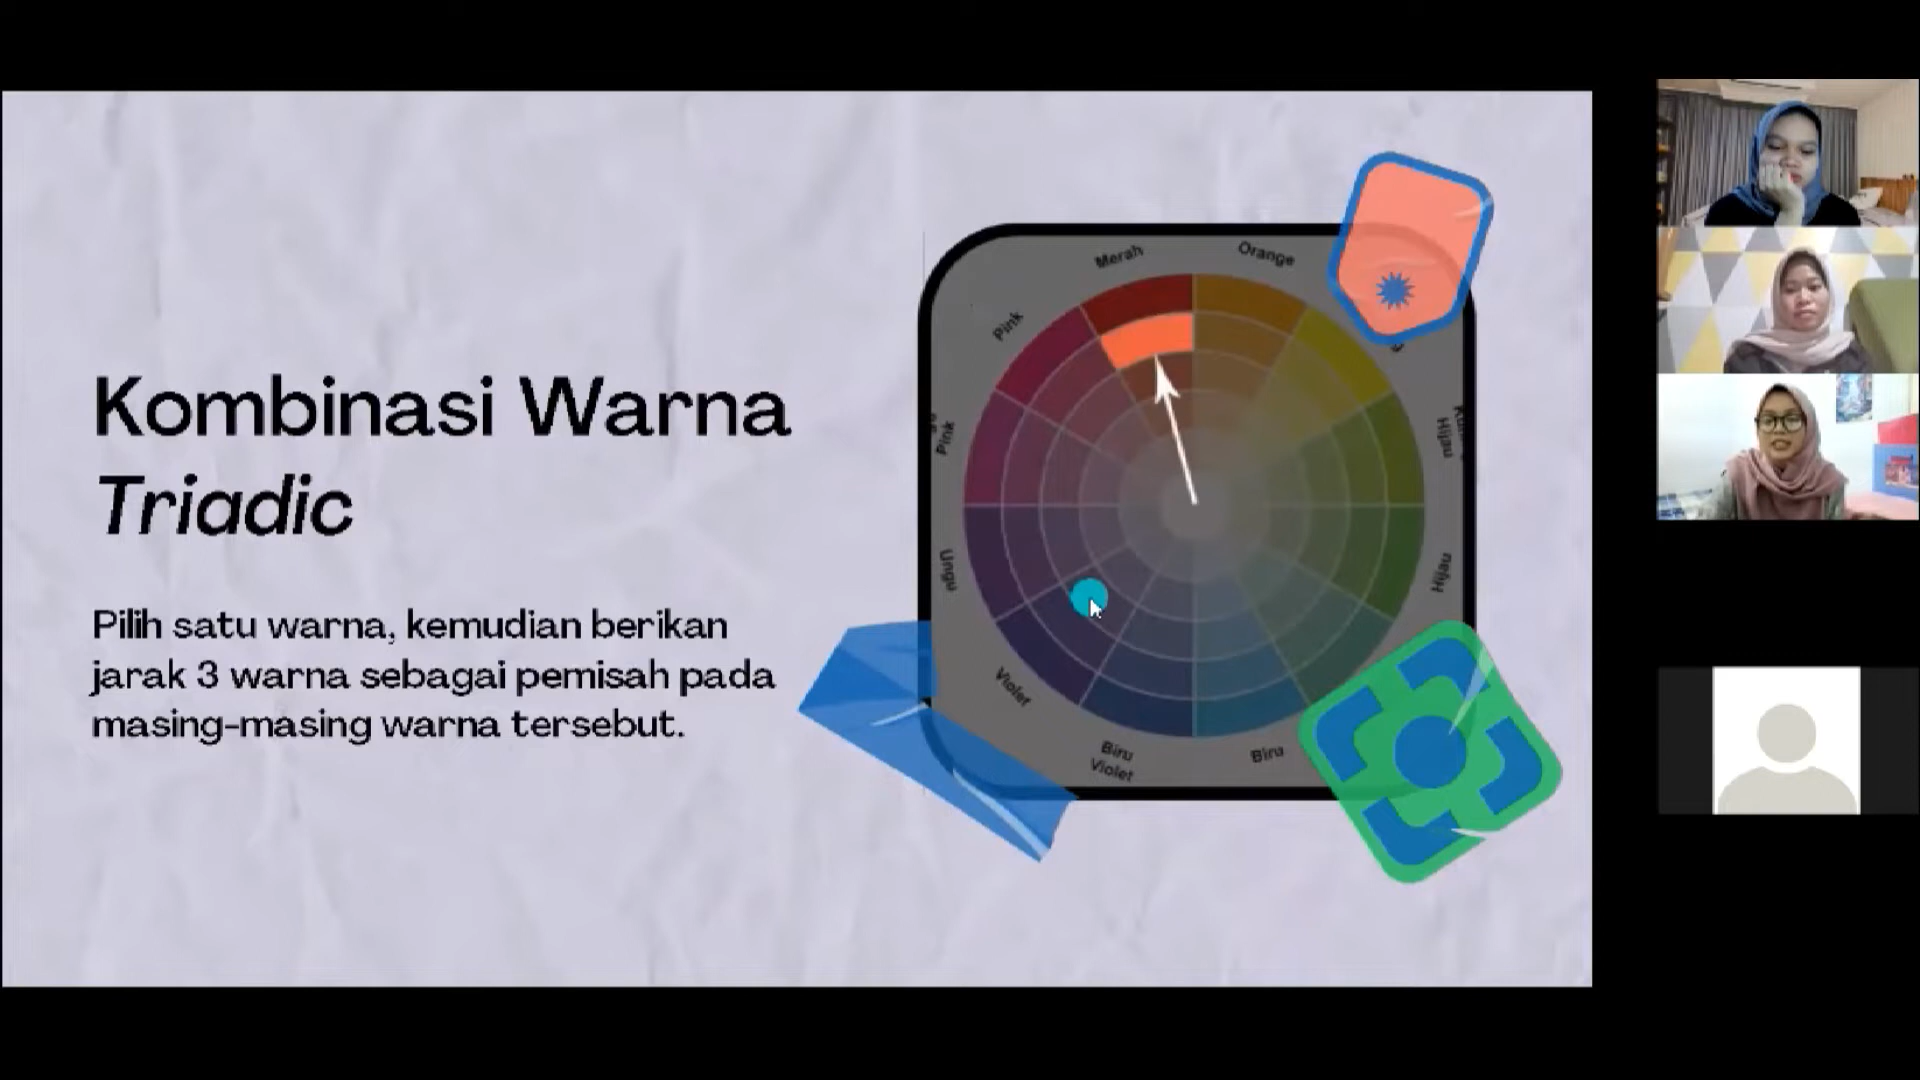 Kombinasi Warna
Triadic
Pilih satu warna, kemudian berikan
jarak 3 warna sebagai pemisah pada
masing-masing warna tersebut.
Merah
Orange
Pink
Pink
Hijau
Ungu
Hijau
Violet
Biru
Violet
Biru